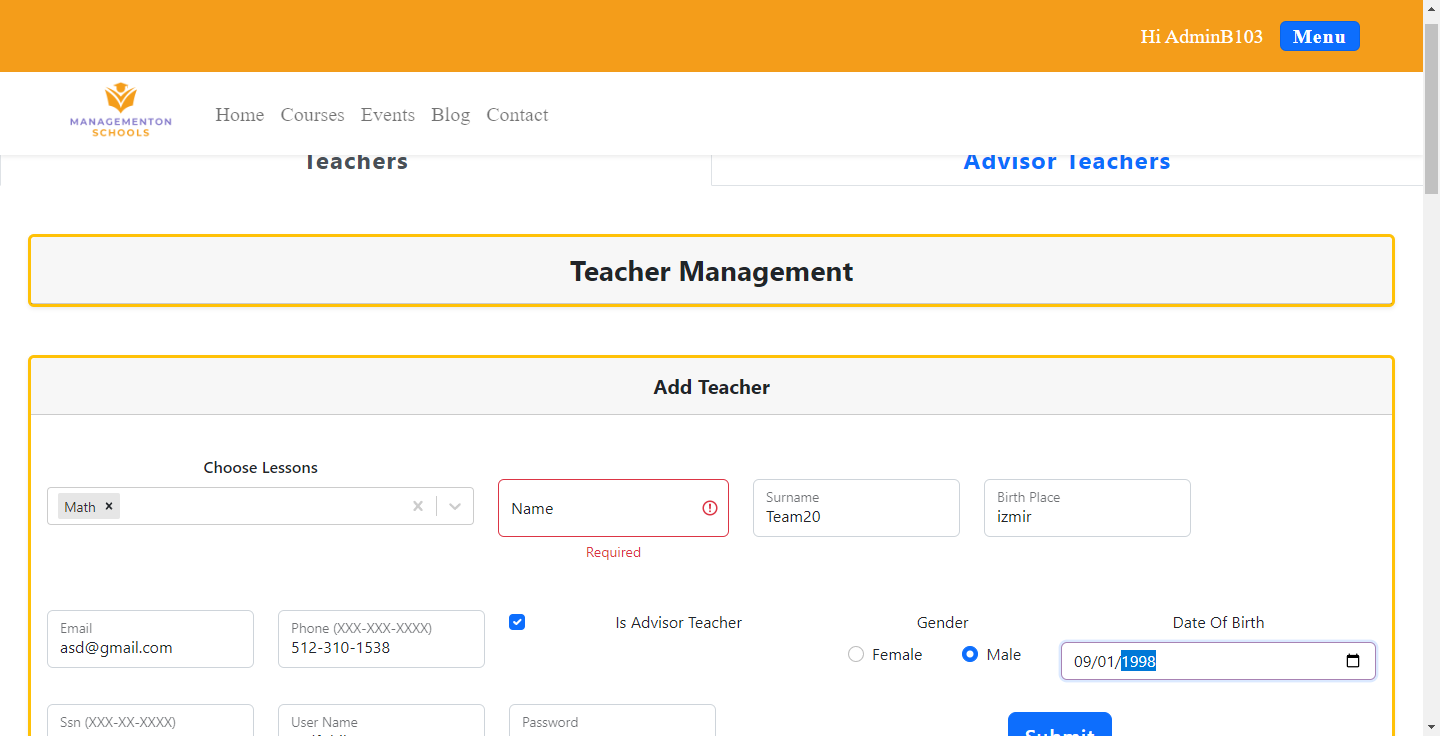 Hi AdminB103 Menu
MANAGEMENTON
SCHOOLS
Home Courses Events Blog Contact
Teachers Advisor Teachers
Teacher Management
Add Teacher
Choose Lessons
Math
Name
Required
Surname
Team20
Birth Place
izmir
Email
asd@gmail.com
Phone (XXX-XXX-XXXX)
512-310-1538
Is Advisor Teacher
Gender
Female Male
Date Of Birth
09/01/1998
Ssn (XXX-XX-XXXX)
User Name
Password
Submit